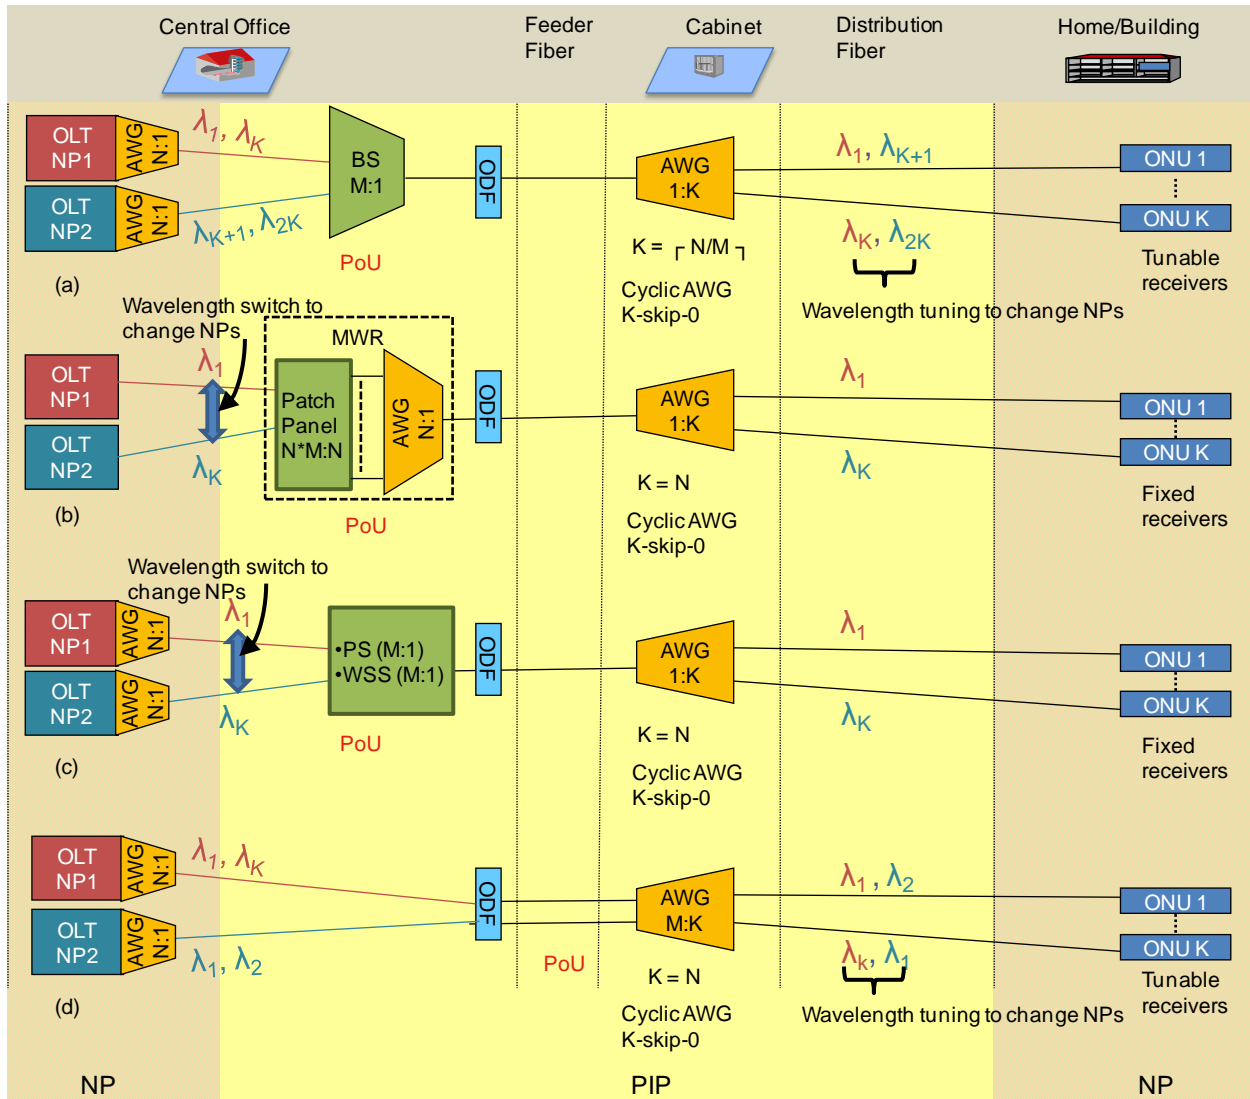 Central Office
Feeder
Fiber
Cabinet
Distribution
Fiber
Home/Building
OLT
NP1
AWG
N:1
λ1, λK
OLT
NP2
AWG
N:1
λK+1, λ2K
BS
M:1
PoU
ODF
AWG
1:K
K = ┌ N/M ┐
Cyclic AWG
K-skip-0
λ1, λK+1
λK, λ2K
Wavelength tuning to change NPs
ONU 1
ONU K
Tunable
receivers
(a)
Wavelength switch to
change NPs
OLT
NP1
λ1
OLT
NP2
λK
MWR
Patch
Panel
N*M:N
AWG
N:1
PoU
ODF
AWG
1:K
K = N
Cyclic AWG
K-skip-0
λ1
λK
ONU 1
ONU K
Fixed
receivers
(b)
Wavelength switch to
change NPs
OLT
NP1
AWG
N:1
λ1
OLT
NP2
AWG
N:1
λK
•PS (M:1)
•WSS (M:1)
PoU
ODF
AWG
1:K
K = N
Cyclic AWG
K-skip-0
λ1
λK
ONU 1
ONU K
Fixed
receivers
(c)
OLT
NP1
AWG
N:1
λ1, λK
OLT
NP2
AWG
N:1
λ1, λ2
ODF
PoU
AWG
M:K
K = N
Cyclic AWG
K-skip-0
λ1, λ2
λk, λ1
Wavelength tuning to change NPs
ONU 1
ONU K
Tunable
receivers
(d)
NP
PIP
NP